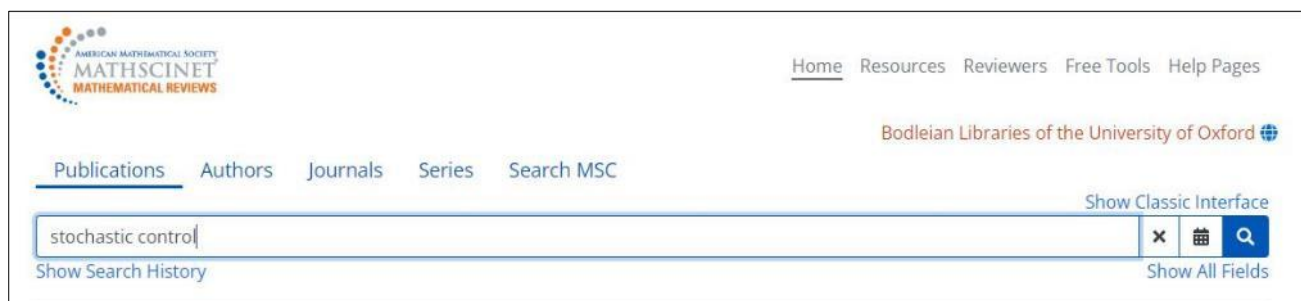 AMERICAN MATHEMATICAL SOCIETY
MATHSCINET
MATHEMATICAL REVIEWS
Home Resources Reviewers Free Tools Help Pages
Bodleian Libraries of the University of Oxford
Publications Authors Journals Series Search MSC
Show Classic Interface
stochastic control
Show Search History Show All Fields